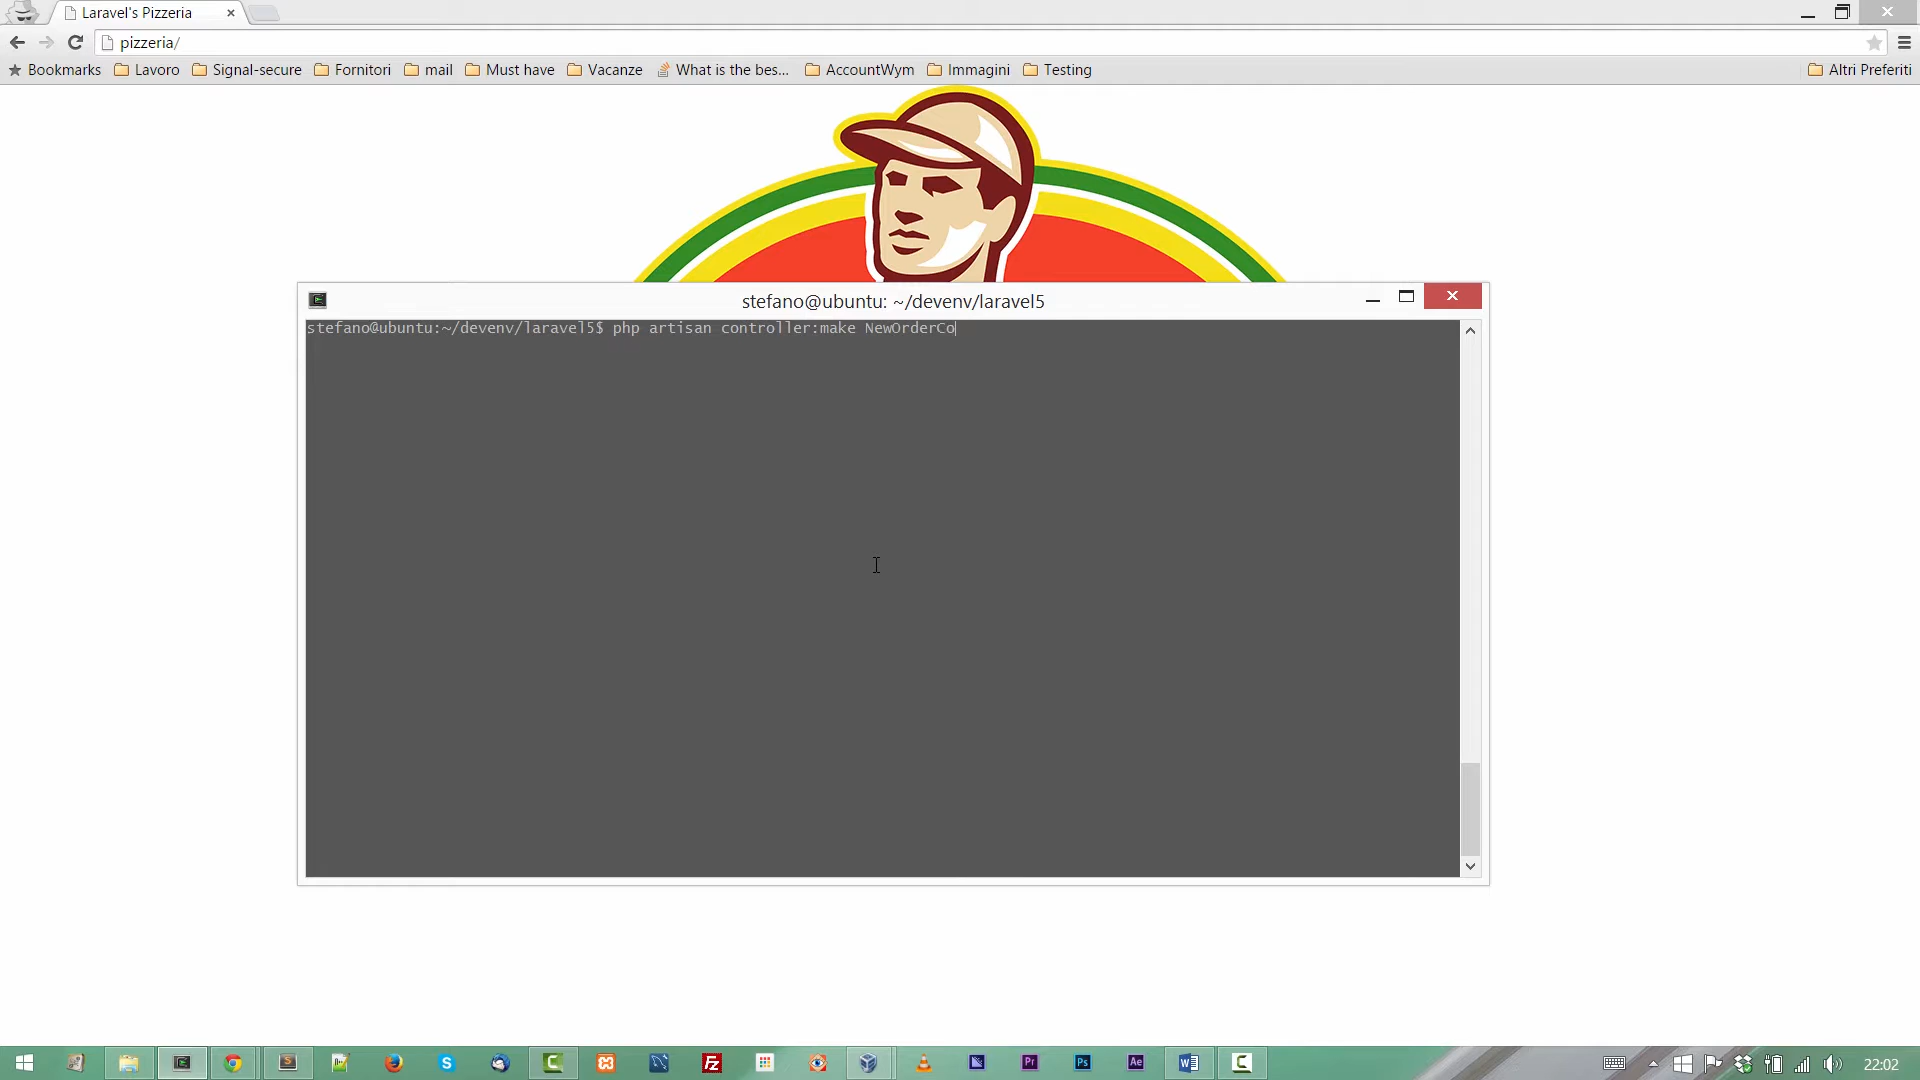 Laravel's Pizzeria
pizzeria/
Bookmarks Lavoro Signal-secure Fornitori mail Must have Vacanze What is the bes... AccountWym Immagini Testing Altri Preferiti
stefano@ubuntu: ~/devenv/laravel5
stefano@ubuntu:~/devenv/laravel5$ php artisan controller:make NewOrderCo
22:02